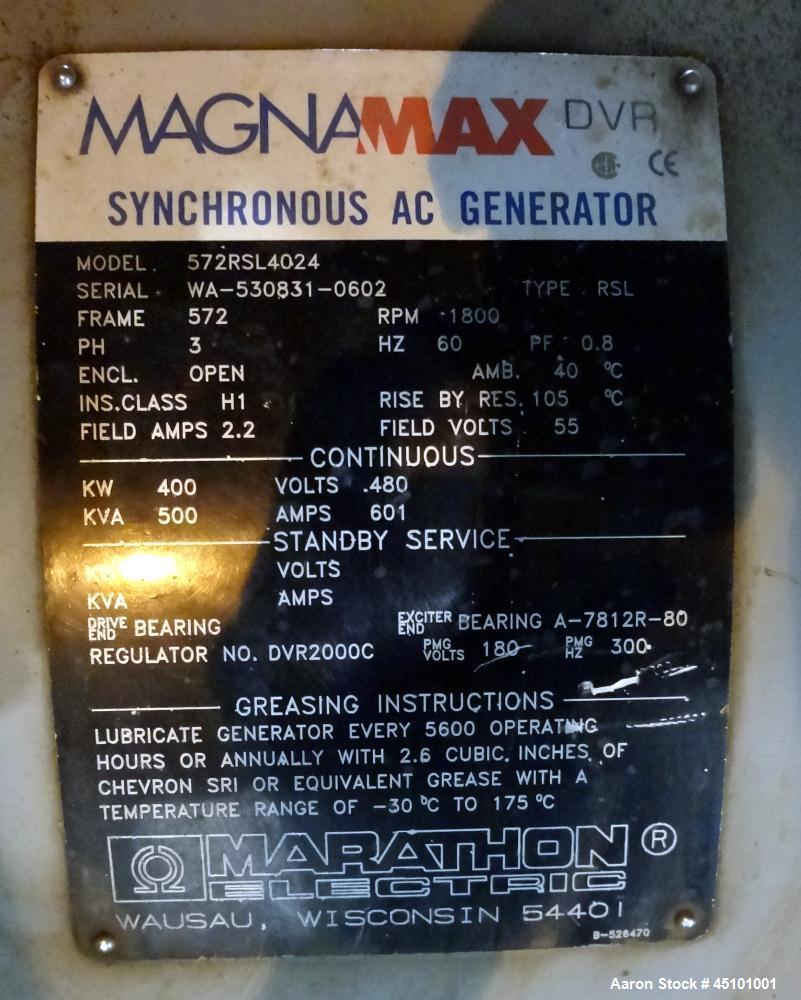 MAGNAMAX DVR
CE
SYNCHRONOUS AC GENERATOR
MODEL 572RSL4024
SERIAL WA-530831-0602 TYPE RSL
FRAME 572 RPM 1800
PH 3 HZ 60 PF 0.8
ENCL. OPEN AMB. 40 °C
INS.CLASS H1 RISE BY RES. 105 °C
FIELD AMPS 2.2 FIELD VOLTS 55
CONTINUOUS
KW 400 VOLTS 480
KVA 500 AMPS 601
STANDBY SERVICE
VOLTS
KVA AMPS
DRIVE END BEARING EXCITER END BEARING A-7812R-80
REGULATOR NO. DVR2000C PMG VOLTS 180 PMG HZ 300
GREASING INSTRUCTIONS
LUBRICATE GENERATOR EVERY 5600 OPERATING
HOURS OR ANNUALLY WITH 2.6 CUBIC INCHES OF
CHEVRON SRI OR EQUIVALENT GREASE WITH A
TEMPERATURE RANGE OF -30 °C TO 175 °C
MARATHON ®
ELECTRIC
WAUSAU, WISCONSIN 54401
B-526470
Aaron Stock # 45101001